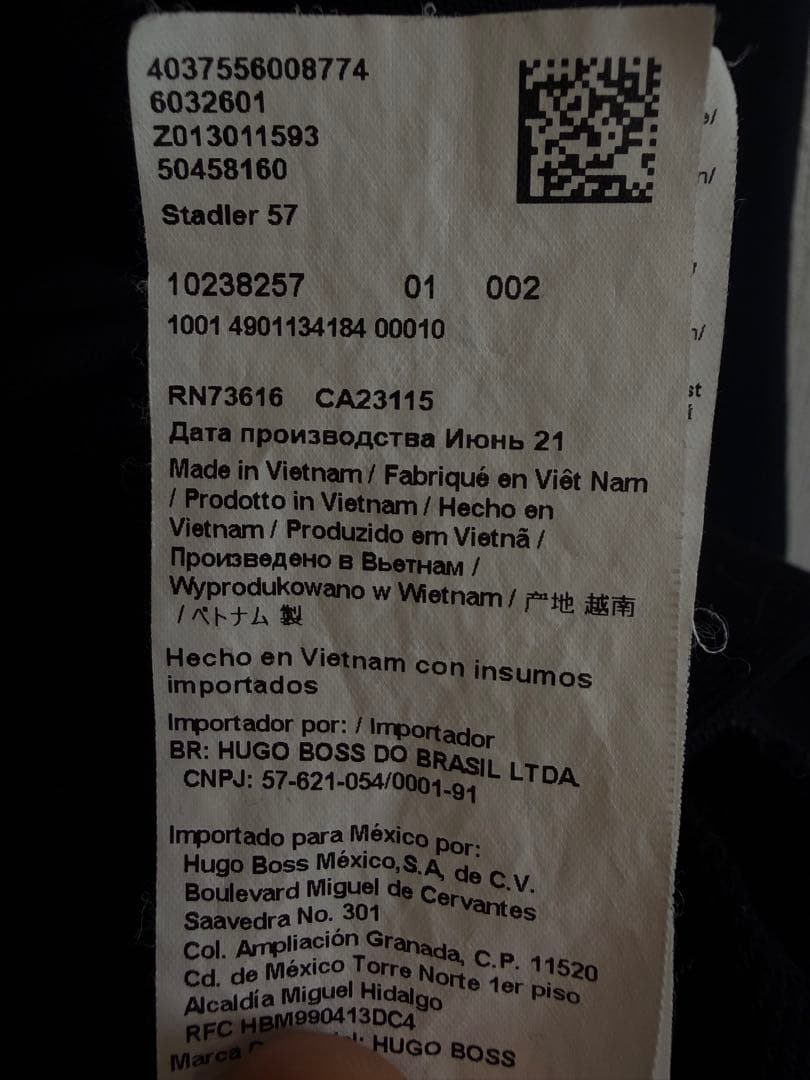 4037556008774
6032601
Z013011593
50458160
Stadler 57
10238257 01 002
1001 4901134184 00010
RN73616 CA23115
Дата производства Июнь 21
Made in Vietnam / Fabriqué en Viêt Nam
/ Prodotto in Vietnam / Hecho en
Vietnam / Produzido em Vietnã /
Произведено в Вьетнам /
Wyprodukowano w Wietnam / 产地 越南
/ ベトナム 製
Hecho en Vietnam con insumos
importados
Importador por: / Importador
BR: HUGO BOSS DO BRASIL LTDA
CNPJ: 57-621-054/0001-91
Importado para México por:
Hugo Boss México,S.A, de C.V.
Boulevard Miguel de Cervantes
Saavedra No. 301
Col. Ampliación Granada, C.P. 11520
Cd. de México Torre Norte 1er piso
Alcaldía Miguel Hidalgo
RFC HBM990413DC4
Marca HUGO BOSS